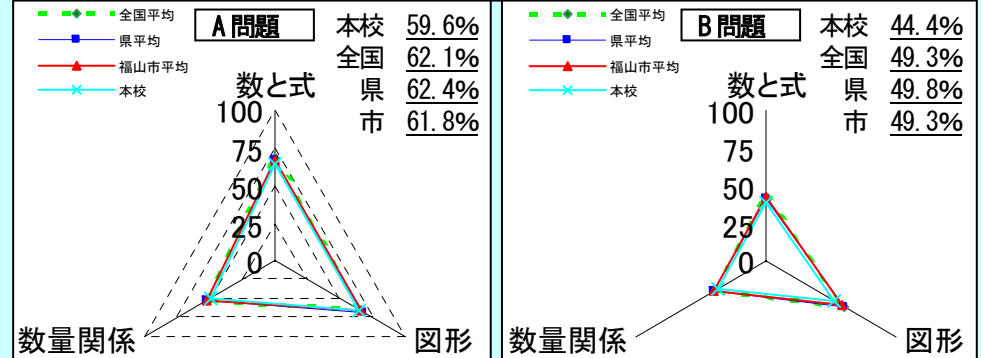 全国平均
県平均
福山市平均
本校
A問題
本校 59.6%
全国 62.1%
県 62.4%
市 61.8%
数と式
100
75
50
25
0
数量関係
図形
全国平均
県平均
福山市平均
本校
B問題
本校 44.4%
全国 49.3%
県 49.8%
市 49.3%
数と式
100
75
50
25
0
数量関係
図形